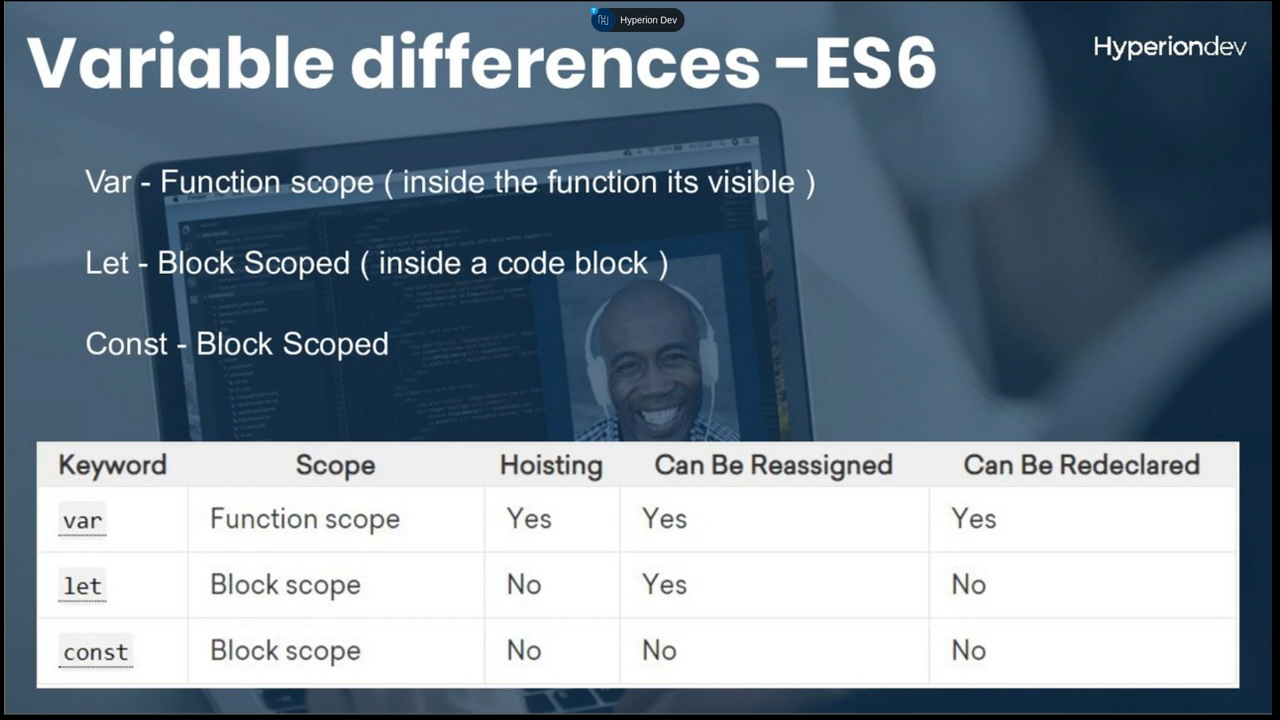 Hyperion Dev
Variable differences -ES6
Hyperiondev
Var - Function scope ( inside the function its visible )
Let - Block Scoped ( inside a code block )
Const - Block Scoped
Keyword Scope Hoisting Can Be Reassigned Can Be Redeclared
var Function scope Yes Yes Yes
let Block scope No Yes No
const Block scope No No No